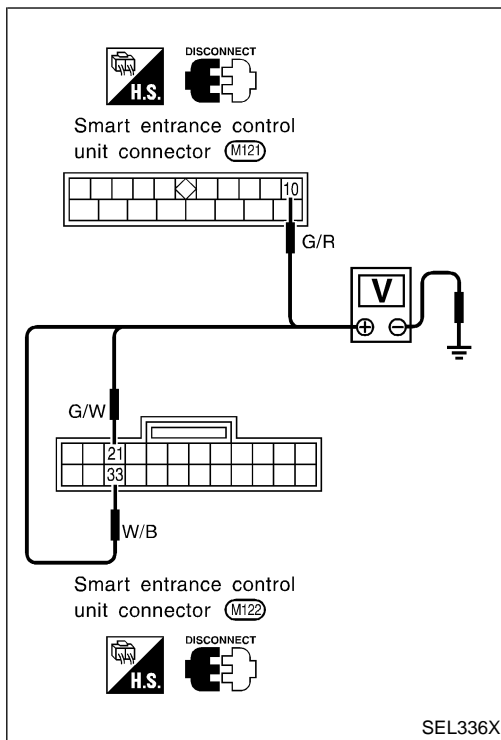 DISCONNECT
H.S.
Smart entrance control
unit connector M121
10
G/R
V
G/W
21
33
W/B
Smart entrance control
unit connector M122
DISCONNECT
H.S.
SEL336X